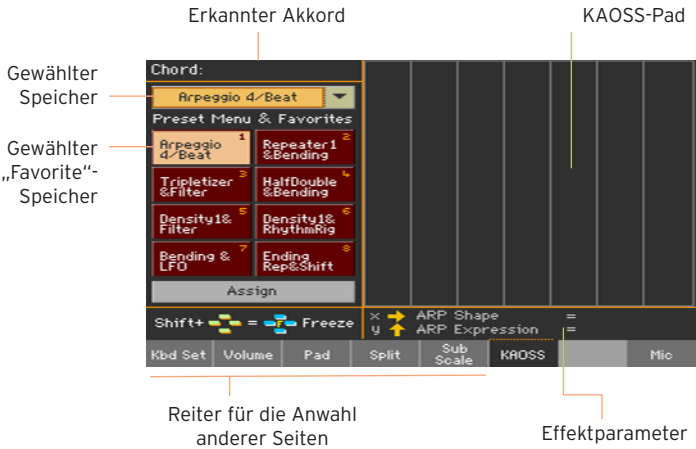 Erkannter Akkord
KAOSS-Pad
Gewählter
Speicher
Gewählter
„Favorite“-
Speicher
Chord:
Arpeggio 4/Beat
Preset Menu & Favorites
Arpeggio 1
4/Beat
Repeater1 2
&Bending
Tripletizer 3
&Filter
HalfDouble 4
&Bending
Density1& 5
Filter
Density1& 6
RhythmRig
Bending & 7
LFO
Ending 8
Rep&Shift
Assign
Shift+ = F Freeze
x ARP Shape =
y ARP Expression =
Kbd Set
Volume
Pad
Split
Sub
Scale
KAOSS
Mic
Reiter für die Anwahl
anderer Seiten
Effektparameter